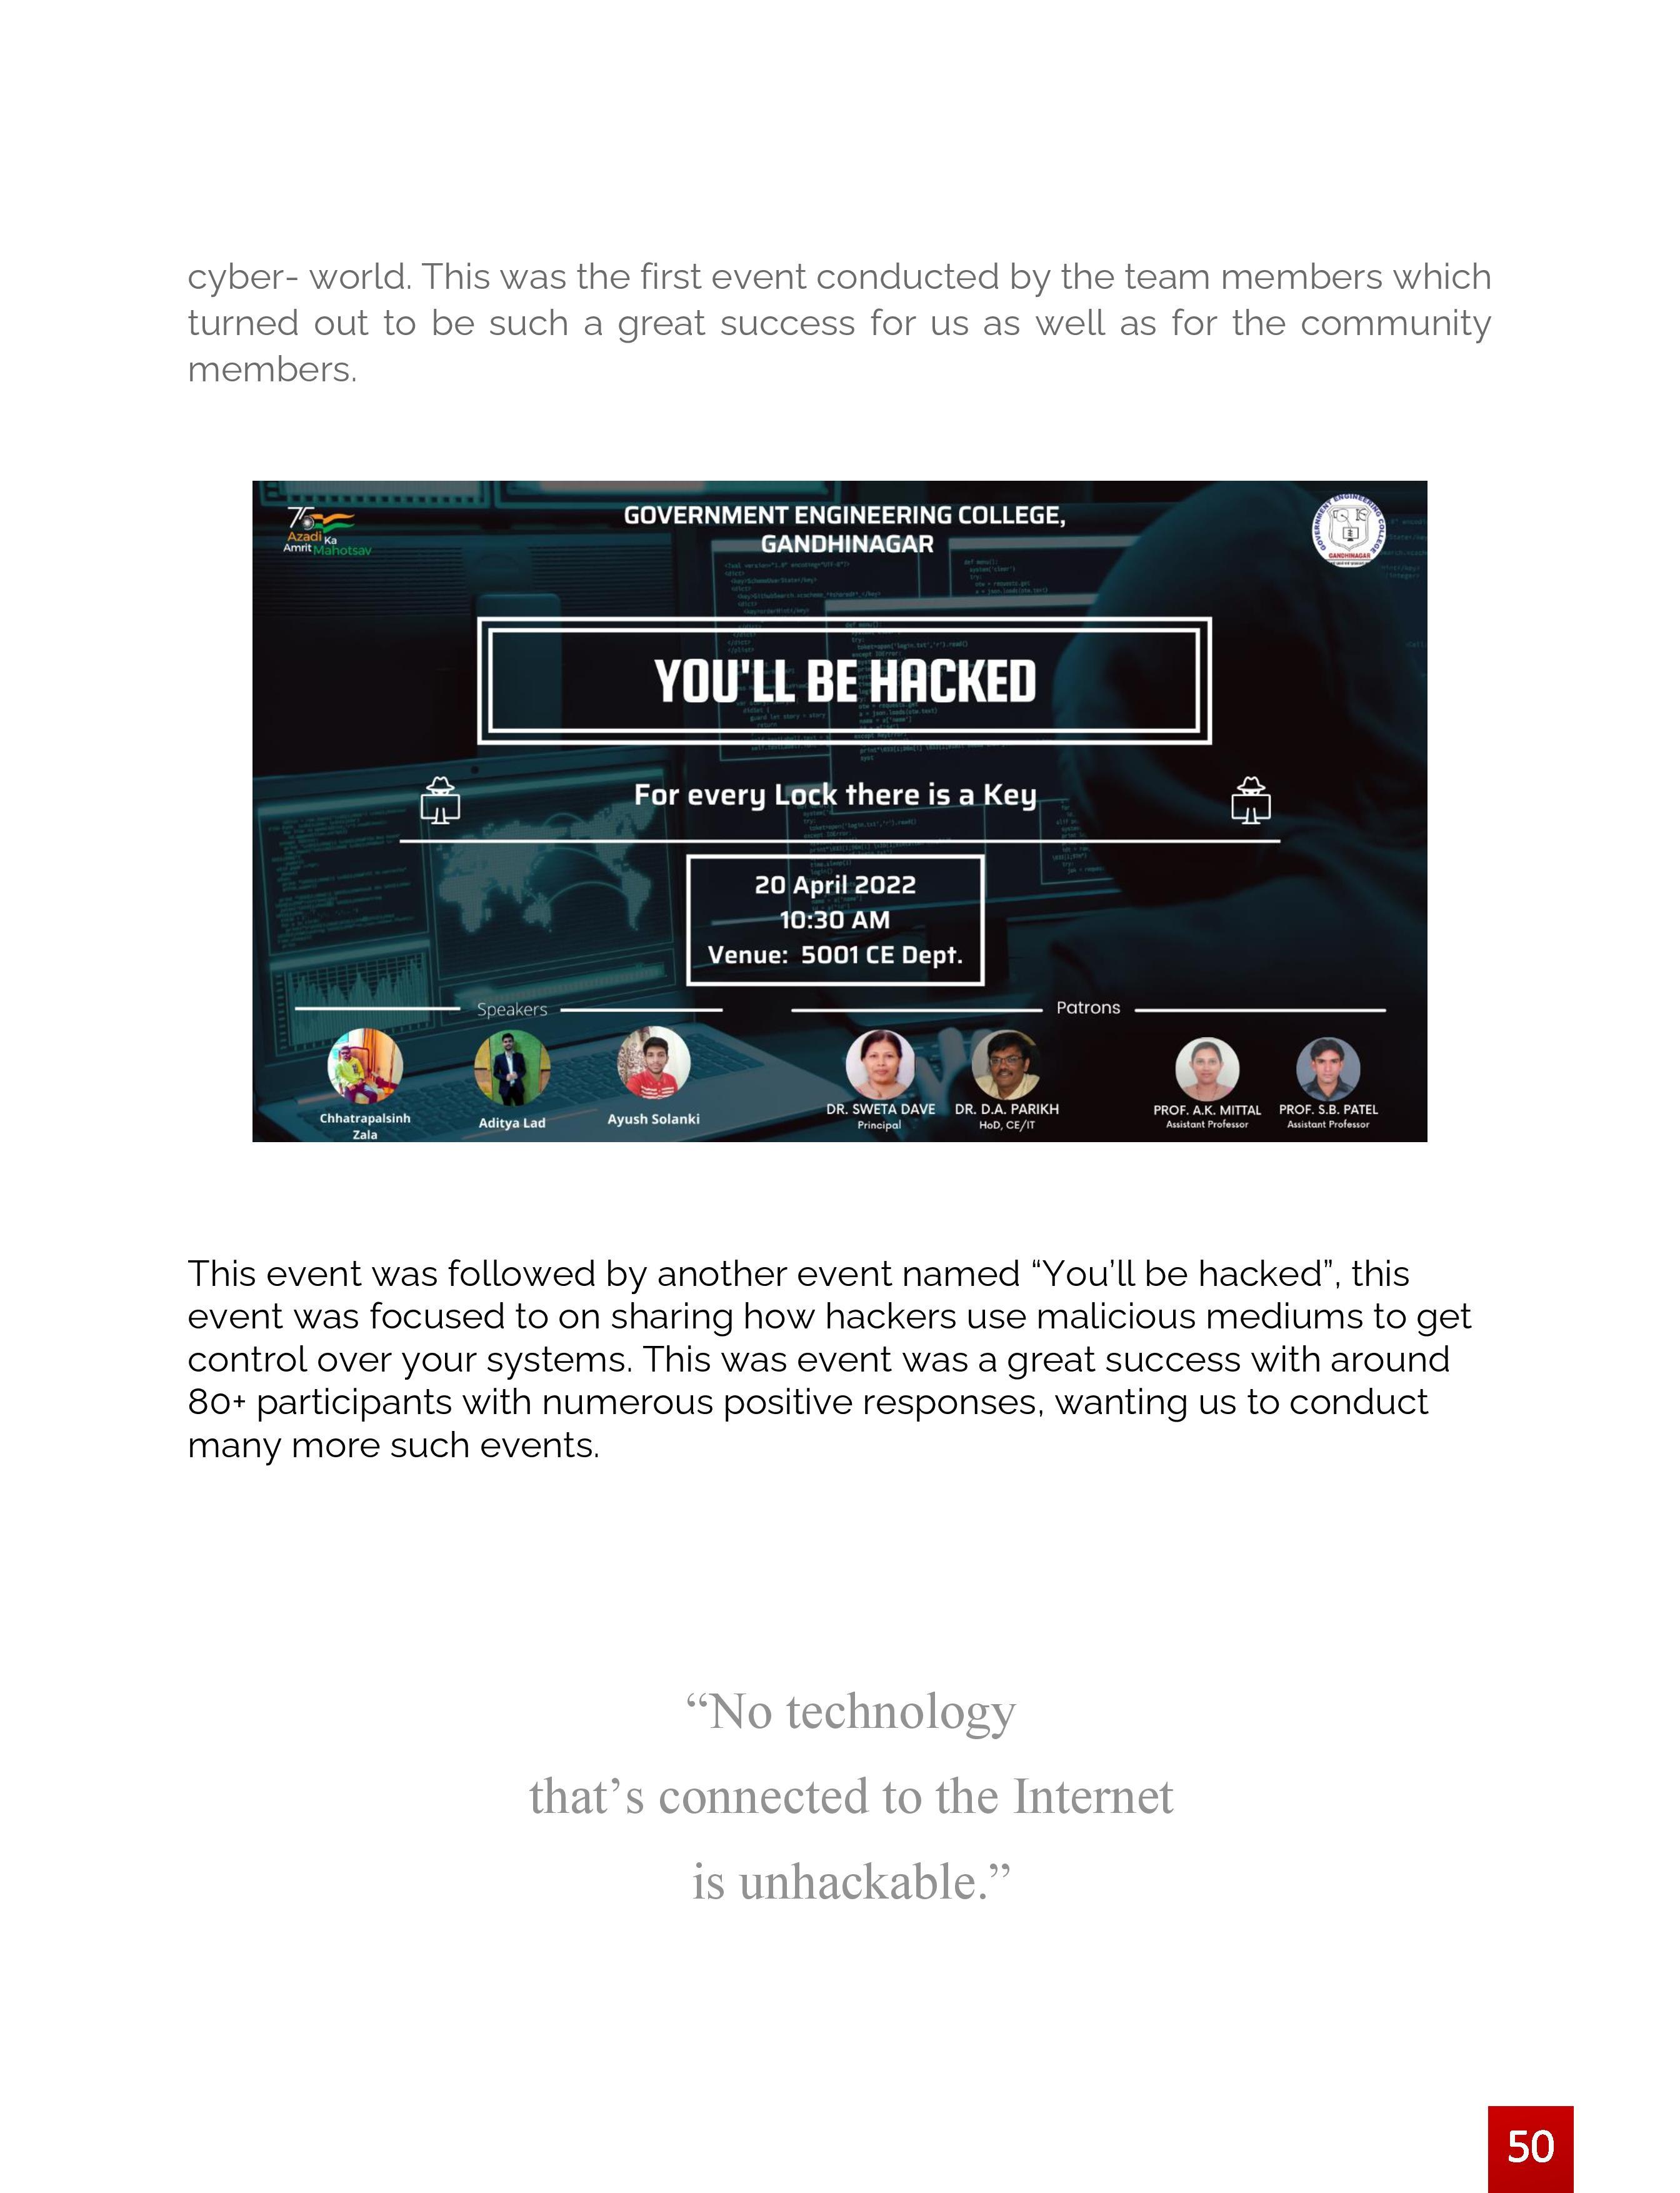 cyber- world. This was the first event conducted by the team members which
turned out to be such a great success for us as well as for the community
members.
75
Azadi Ka
Amrit Mahotsav
GOVERNMENT ENGINEERING COLLEGE,
GANDHINAGAR
GOVERNMENT ENGINEERING COLLEGE
GANDHINAGAR
YOU'LL BE HACKED
For every Lock there is a Key
20 April 2022
10:30 AM
Venue: 5001 CE Dept.
Speakers
Patrons
Chhatrapalsinh
Zala
Aditya Lad
Ayush Solanki
DR. SWETA DAVE
Principal
DR. D.A. PARIKH
HoD, CE/IT
PROF. A.K. MITTAL
Assistant Professor
PROF. S.B. PATEL
Assistant Professor
This event was followed by another event named “You’ll be hacked”, this
event was focused to on sharing how hackers use malicious mediums to get
control over your systems. This was event was a great success with around
80+ participants with numerous positive responses, wanting us to conduct
many more such events.
“No technology
that’s connected to the Internet
is unhackable.”
50